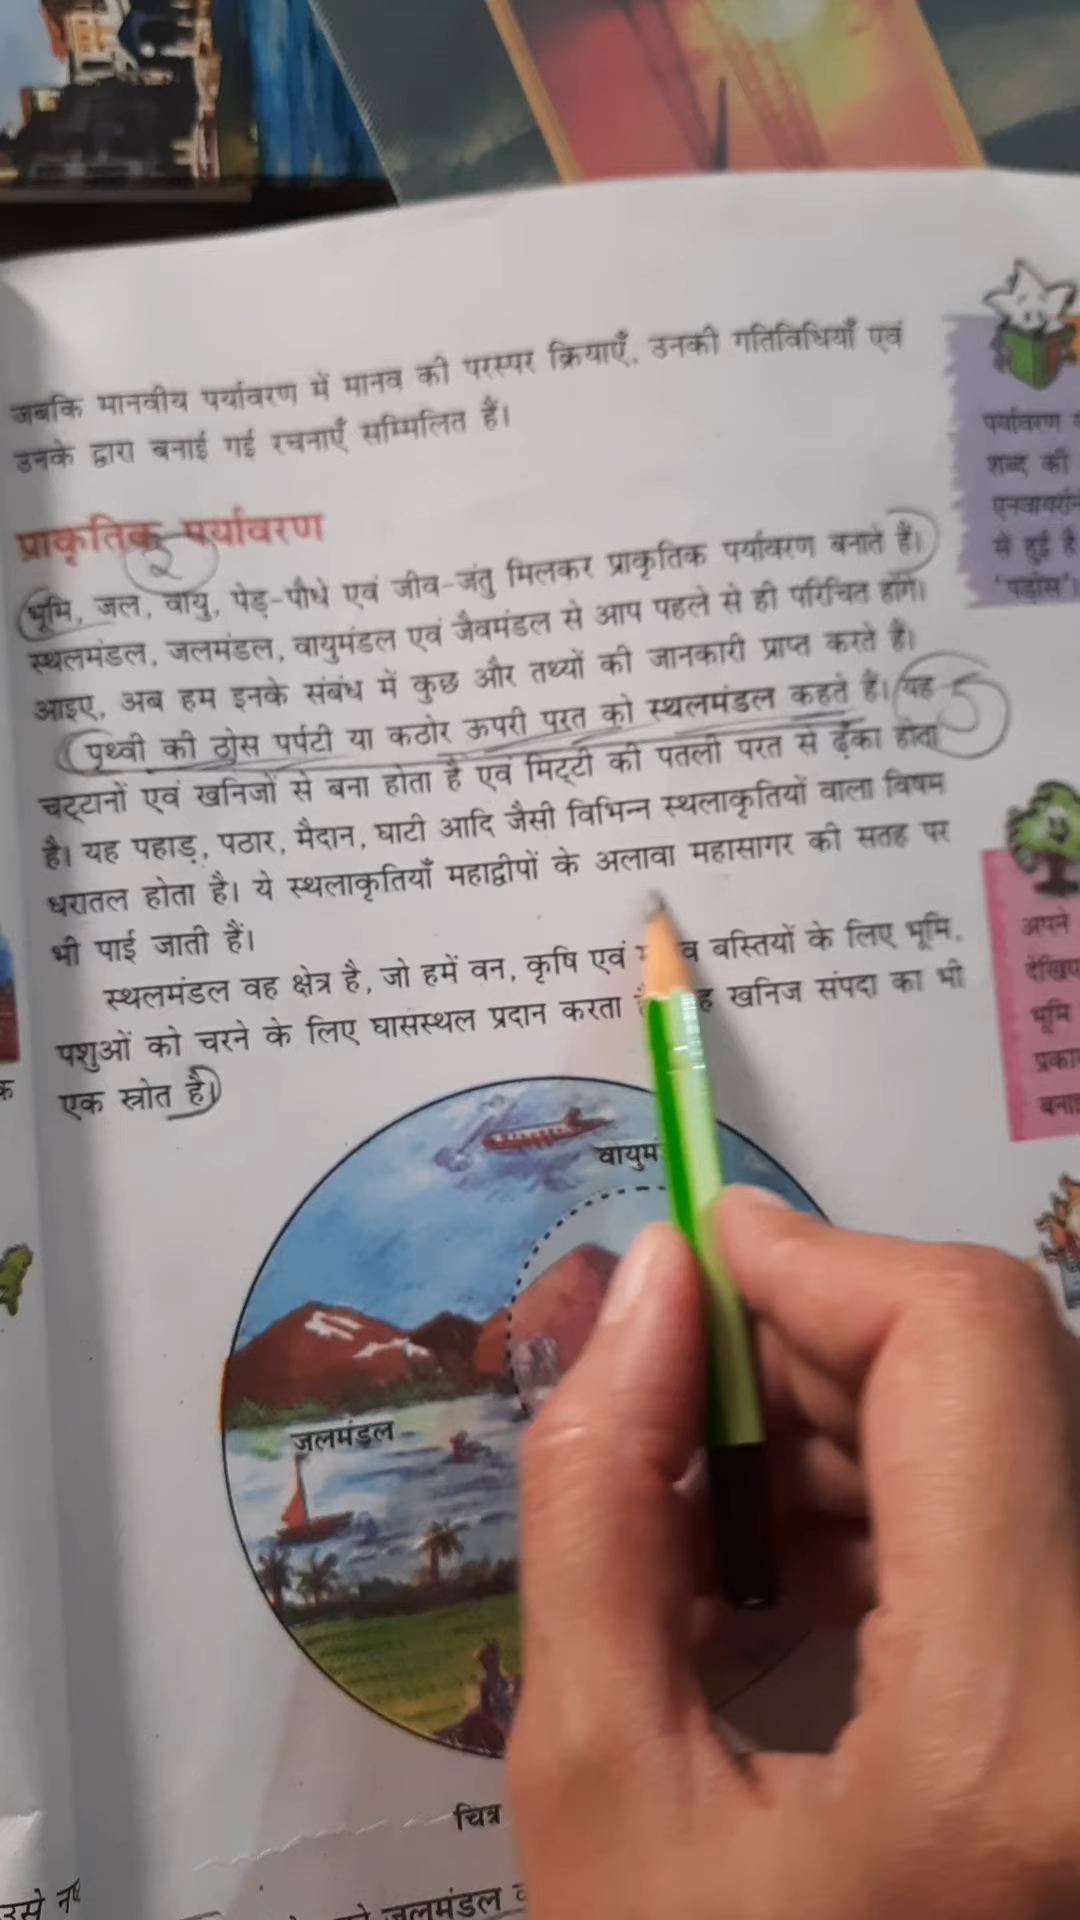 जबकि मानवीय पर्यावरण में मानव की परस्पर क्रियाएँ, उनकी गतिविधियाँ एवं
उनके द्वारा बनाई गई रचनाएँ सम्मिलित हैं।
प्राकृतिक पर्यावरण
2
भूमि, जल, वायु, पेड़-पौधे एवं जीव-जंतु मिलकर प्राकृतिक पर्यावरण बनाते हैं।
स्थलमंडल, जलमंडल, वायुमंडल एवं जैवमंडल से आप पहले से ही परिचित होंगे।
आइए, अब हम इनके संबंध में कुछ और तथ्यों की जानकारी प्राप्त करते हैं।
पृथ्वी की ठोस पर्पटी या कठोर ऊपरी परत को स्थलमंडल कहते हैं। यह
5
चट्टानों एवं खनिजों से बना होता है एवं मिट्टी की पतली परत से ढँका होता
है। यह पहाड़, पठार, मैदान, घाटी आदि जैसी विभिन्न स्थलाकृतियों वाला विषम
धरातल होता है। ये स्थलाकृतियाँ महाद्वीपों के अलावा महासागर की सतह पर
भी पाई जाती हैं।
स्थलमंडल वह क्षेत्र है, जो हमें वन, कृषि एवं बस्तियों के लिए भूमि,
पशुओं को चरने के लिए घासस्थल प्रदान करता खनिज संपदा का भी
एक स्रोत है।
वायुमं
जलमंडल
चित्र
जलमंडल
उसे
पर्यावरण
शब्द की
से हुई है
'पड़ोस'।
अपने
देखिए
भूमि